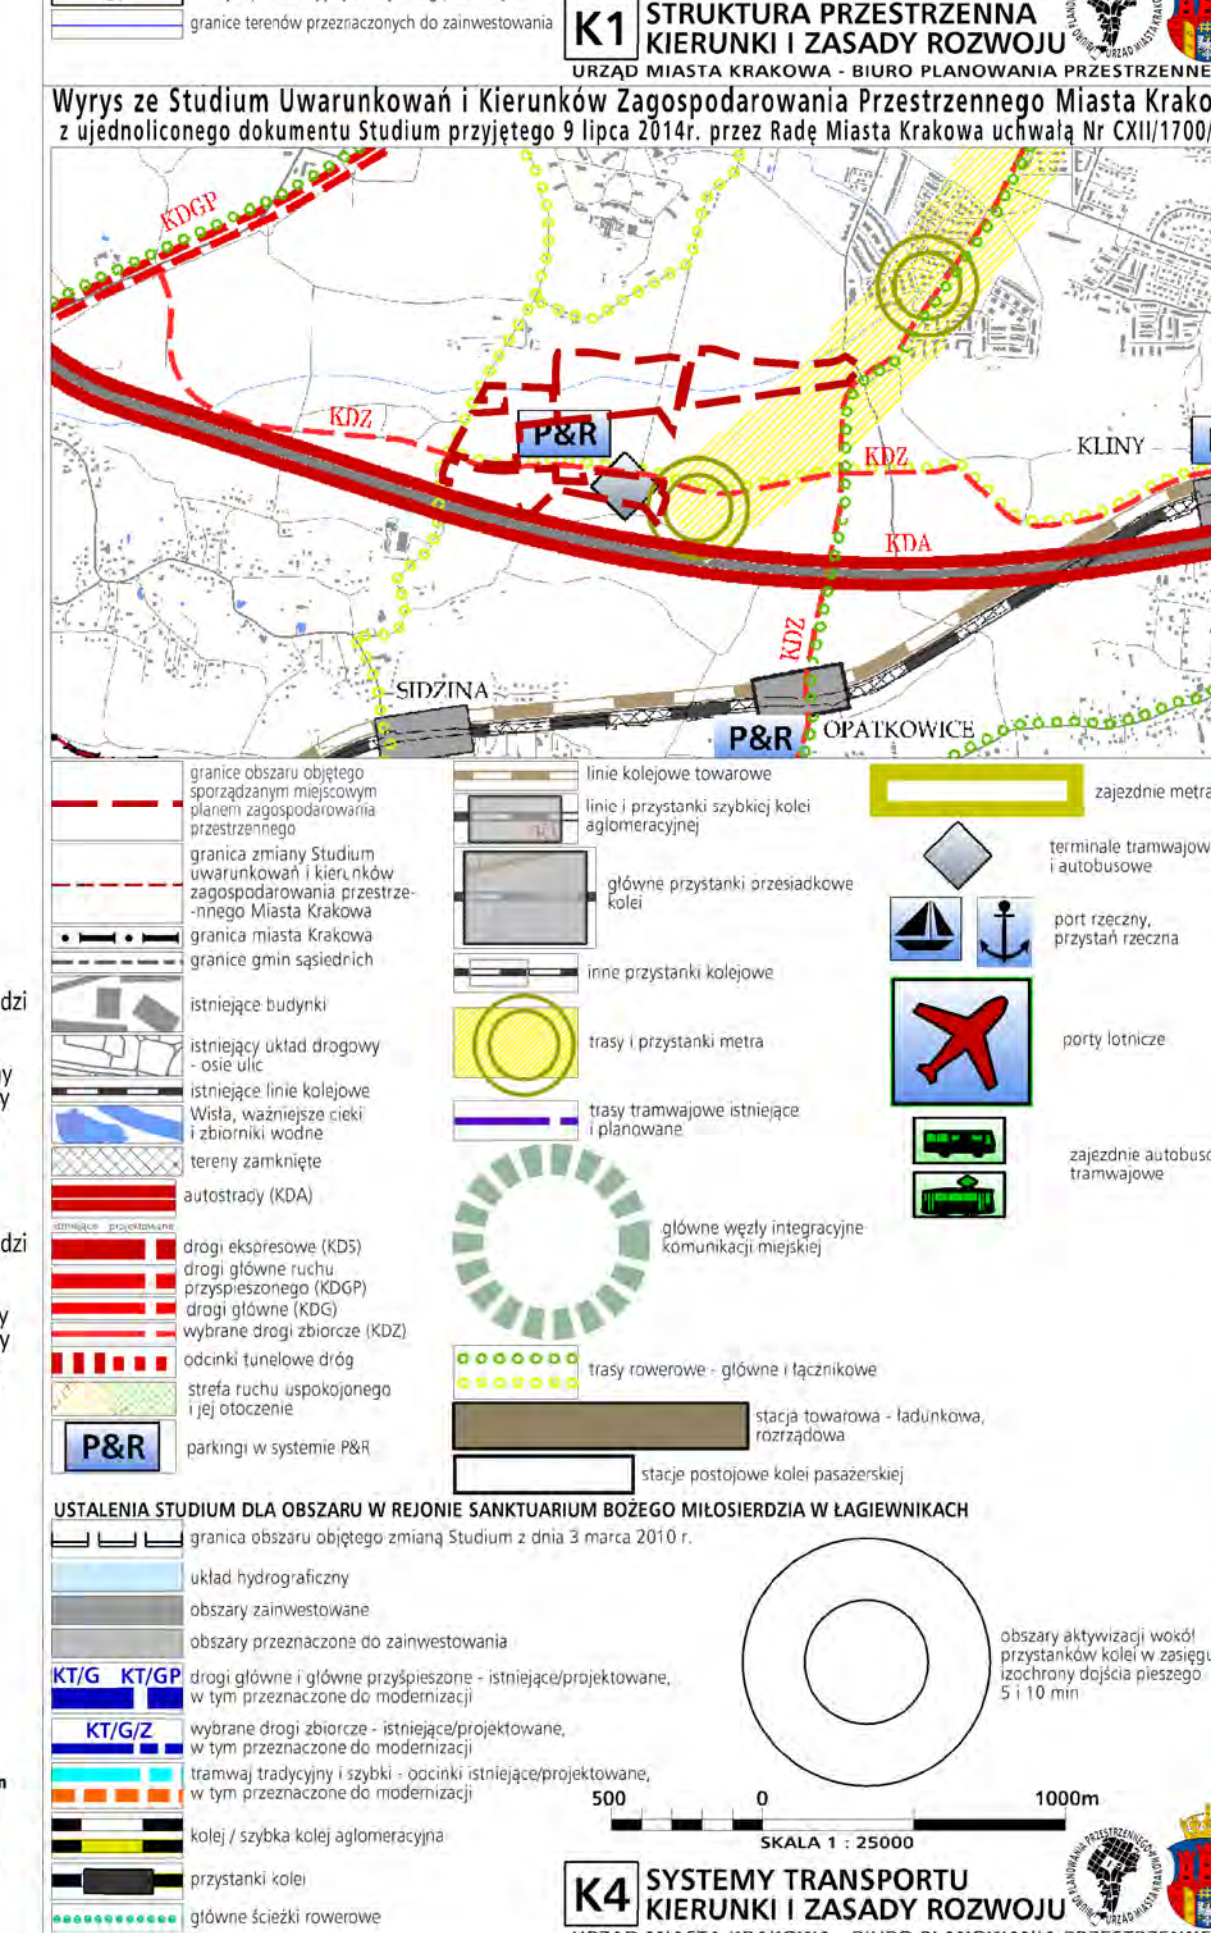 granice terenów przeznaczonych do zainwestowania
K1
STRUKTURA PRZESTRZENNA
KIERUNKI I ZASADY ROZWOJU
URZĄD MIASTA KRAKOWA - BIURO PLANOWANIA
Wyrys ze Studium Uwarunkowań i Kierunków Zagospodarowania Przestrzennego Miasta
z ujednoliconego dokumentu Studium przyjętego 9 lipca 2014r. przez Radę Miasta Krakowa uchwałą Nr CXII/1700/
KDGP
KDZ
P&R
KDZ
KLINY
KDA
KDZ
SIDZINA
P&R
OPATKOWICE
granice obszaru objętego
sporządzanym miejscowym
planem zagospodarowania
przestrzennego
granica zmiany Studium
uwarunkowań i kierunków
zagospodarowania przestrze-
-nnego Miasta Krakowa
granica miasta Krakowa
granice gmin sąsiednich
istniejące budynki
istniejący układ drogowy
- osie ulic
istniejące linie kolejowe
Wisła, ważniejsze cieki
i zbiorniki wodne
tereny zamknięte
autostrady (KDA)
istniejące projektowane
drogi ekspresowe (KDS)
drogi główne ruchu
przyspieszonego (KDGP)
drogi główne (KDG)
wybrane drogi zbiorcze (KDZ)
odcinki tunelowe dróg
strefa ruchu uspokojonego
i jej otoczenie
P&R
parkingi w systemie P&R
linie kolejowe towarowe
linie i przystanki szybkiej kolei
aglomeracyjnej
główne przystanki przesiadkowe
kolei
inne przystanki kolejowe
trasy i przystanki metra
trasy tramwajowe istniejące
i planowane
główne węzły integracyjne
komunikacji miejskiej
trasy rowerowe - główne i łącznikowe
stacja towarowa - ładunkowa,
rozrządowa
stacje postojowe kolei pasażerskiej
zajezdnie metra
terminale tramwajow
i autobusowe
port rzeczny,
przystań rzeczna
porty lotnicze
zajezdnie autobuso
tramwajowe
dzi
y
dzi
y
y
USTALENIA STUDIUM DLA OBSZARU W REJONIE SANKTUARIUM BOŻEGO MIŁOSIERDZIA W ŁAGIEWNIKACH
granica obszaru objętego zmianą Studium z dnia 3 marca 2010 r.
układ hydrograficzny
obszary zainwestowane
obszary przeznaczone do zainwestowania
KT/G KT/GP
drogi główne i główne przyśpieszone - istniejące/projektowane,
w tym przeznaczone do modernizacji
KT/G/Z
wybrane drogi zbiorcze - istniejące/projektowane,
w tym przeznaczone do modernizacji
tramwaj tradycyjny i szybki - odcinki istniejące/projektowane,
w tym przeznaczone do modernizacji
kolej / szybka kolej aglomeracyjna
przystanki kolei
główne ścieżki rowerowe
obszary aktywizacji wokół
przystanków kolei w zasięgu
izochrony dojścia pieszego
5 i 10 min
500 0 1000m
SKALA 1 : 25000
K4
SYSTEMY TRANSPORTU
KIERUNKI I ZASADY ROZWOJU